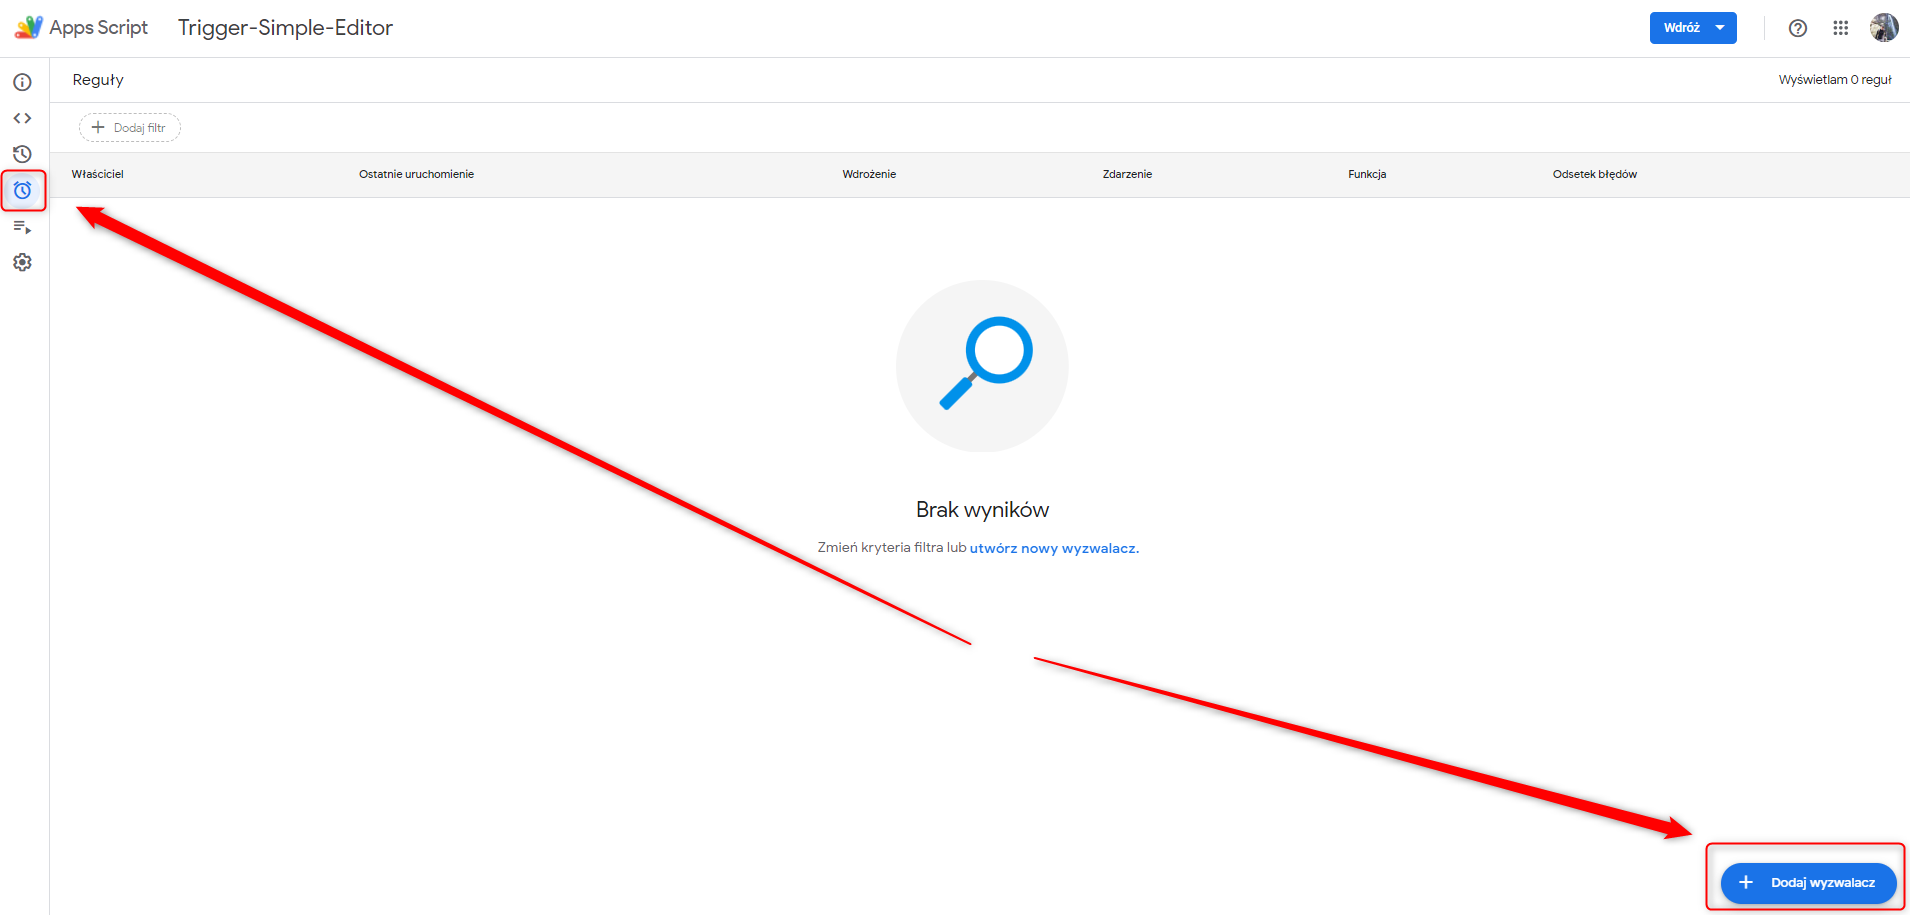 Apps Script Trigger-Simple-Editor Wdróż
Reguły Wyświetlam 0 reguł
Dodaj filtr
Właściciel Ostatnie uruchomienie Wdrożenie Zdarzenie Funkcja Odsetek błędów
Brak wyników
Zmień kryteria filtra lub utwórz nowy wyzwalacz.
Dodaj wyzwalacz